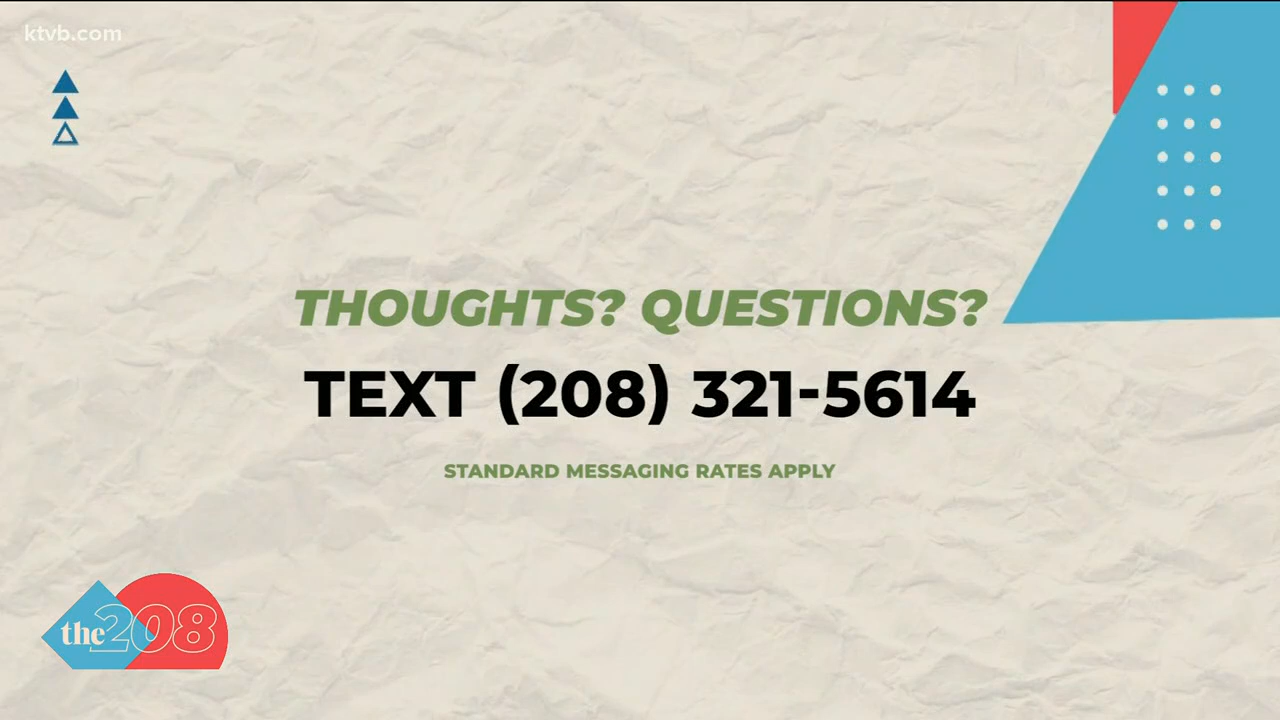 ktvb.com
THOUGHTS? QUESTIONS?
TEXT (208) 321-5614
STANDARD MESSAGING RATES APPLY
the208